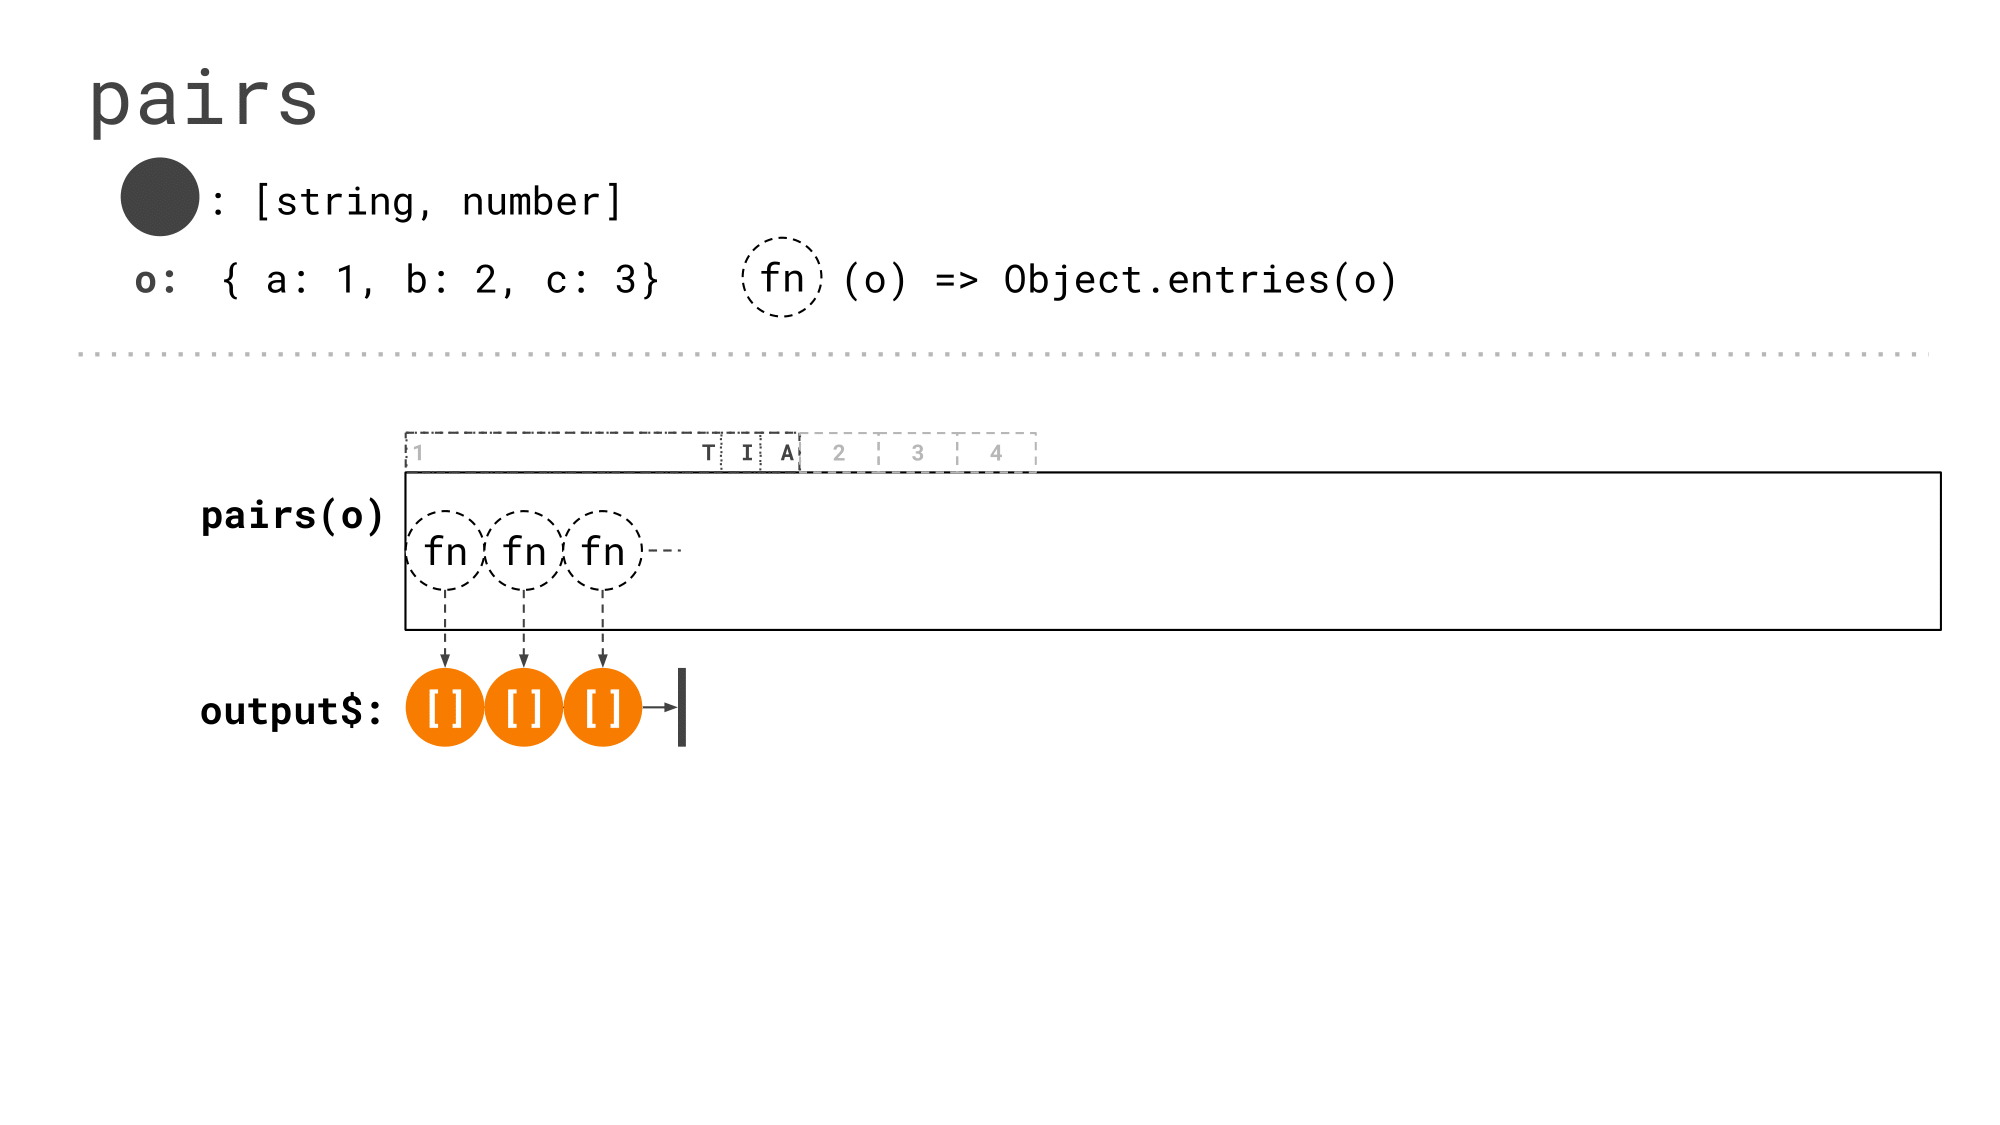 pairs
: [string, number]
o: { a: 1, b: 2, c: 3} fn (o) => Object.entries(o)
1 T I A 2 3 4
pairs(o)
fn fn fn
output$: [] [] []